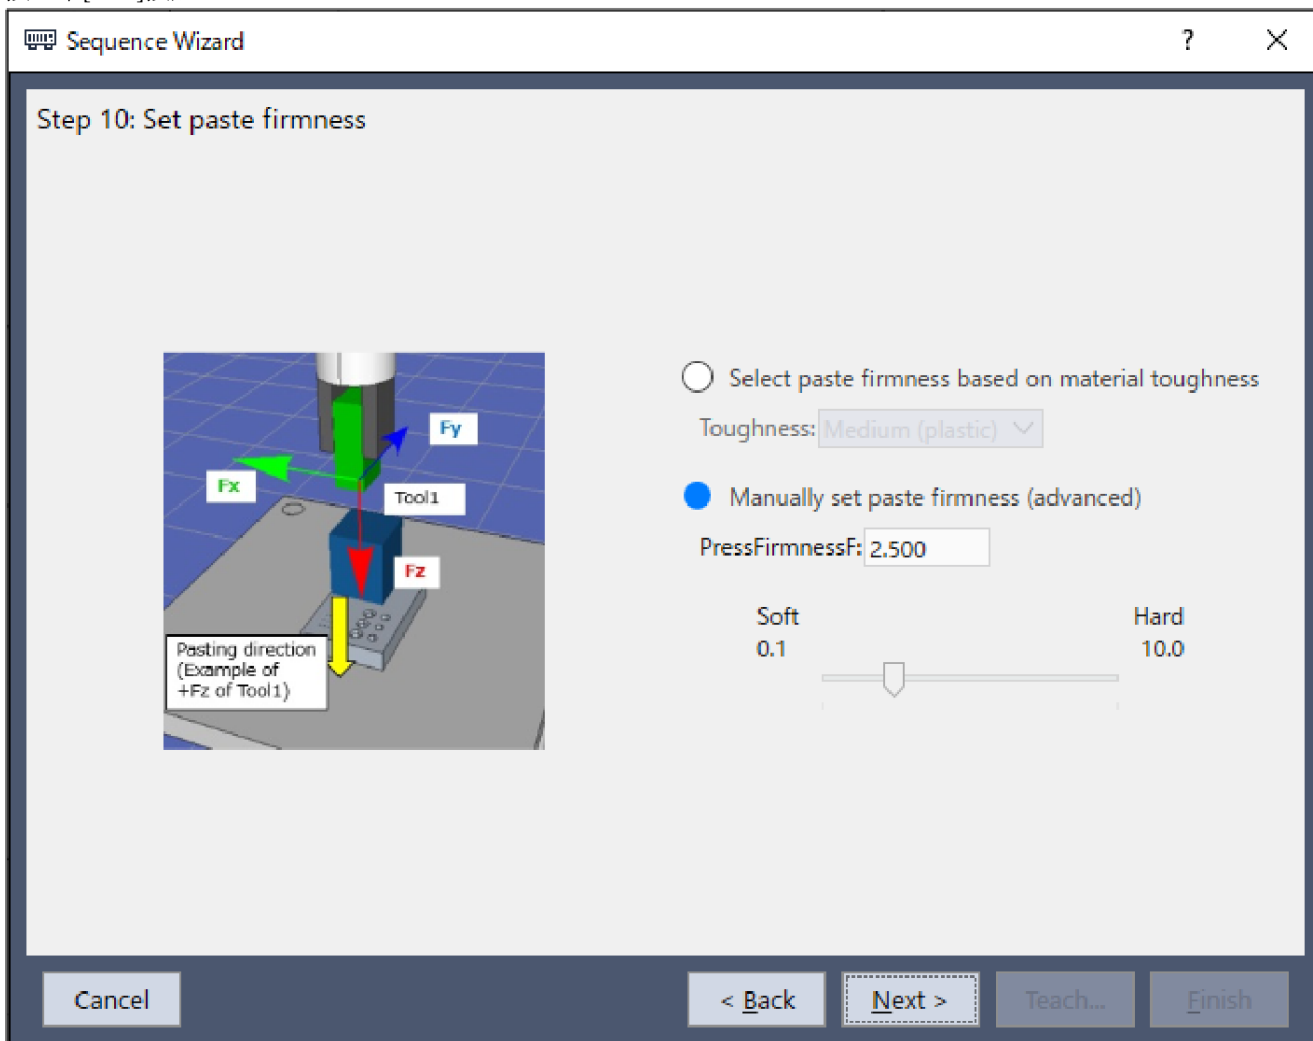 Sequence Wizard
?
Step 10: Set paste firmness
Fy
Fx
Tool1
Fz
Pasting direction
(Example of
+Fz of Tool1)
Select paste firmness based on material toughness
Toughness: Medium (plastic)
Manually set paste firmness (advanced)
PressFirmnessF: 2.500
Soft Hard
0.1 10.0
Cancel < Back Next > Teach... Finish